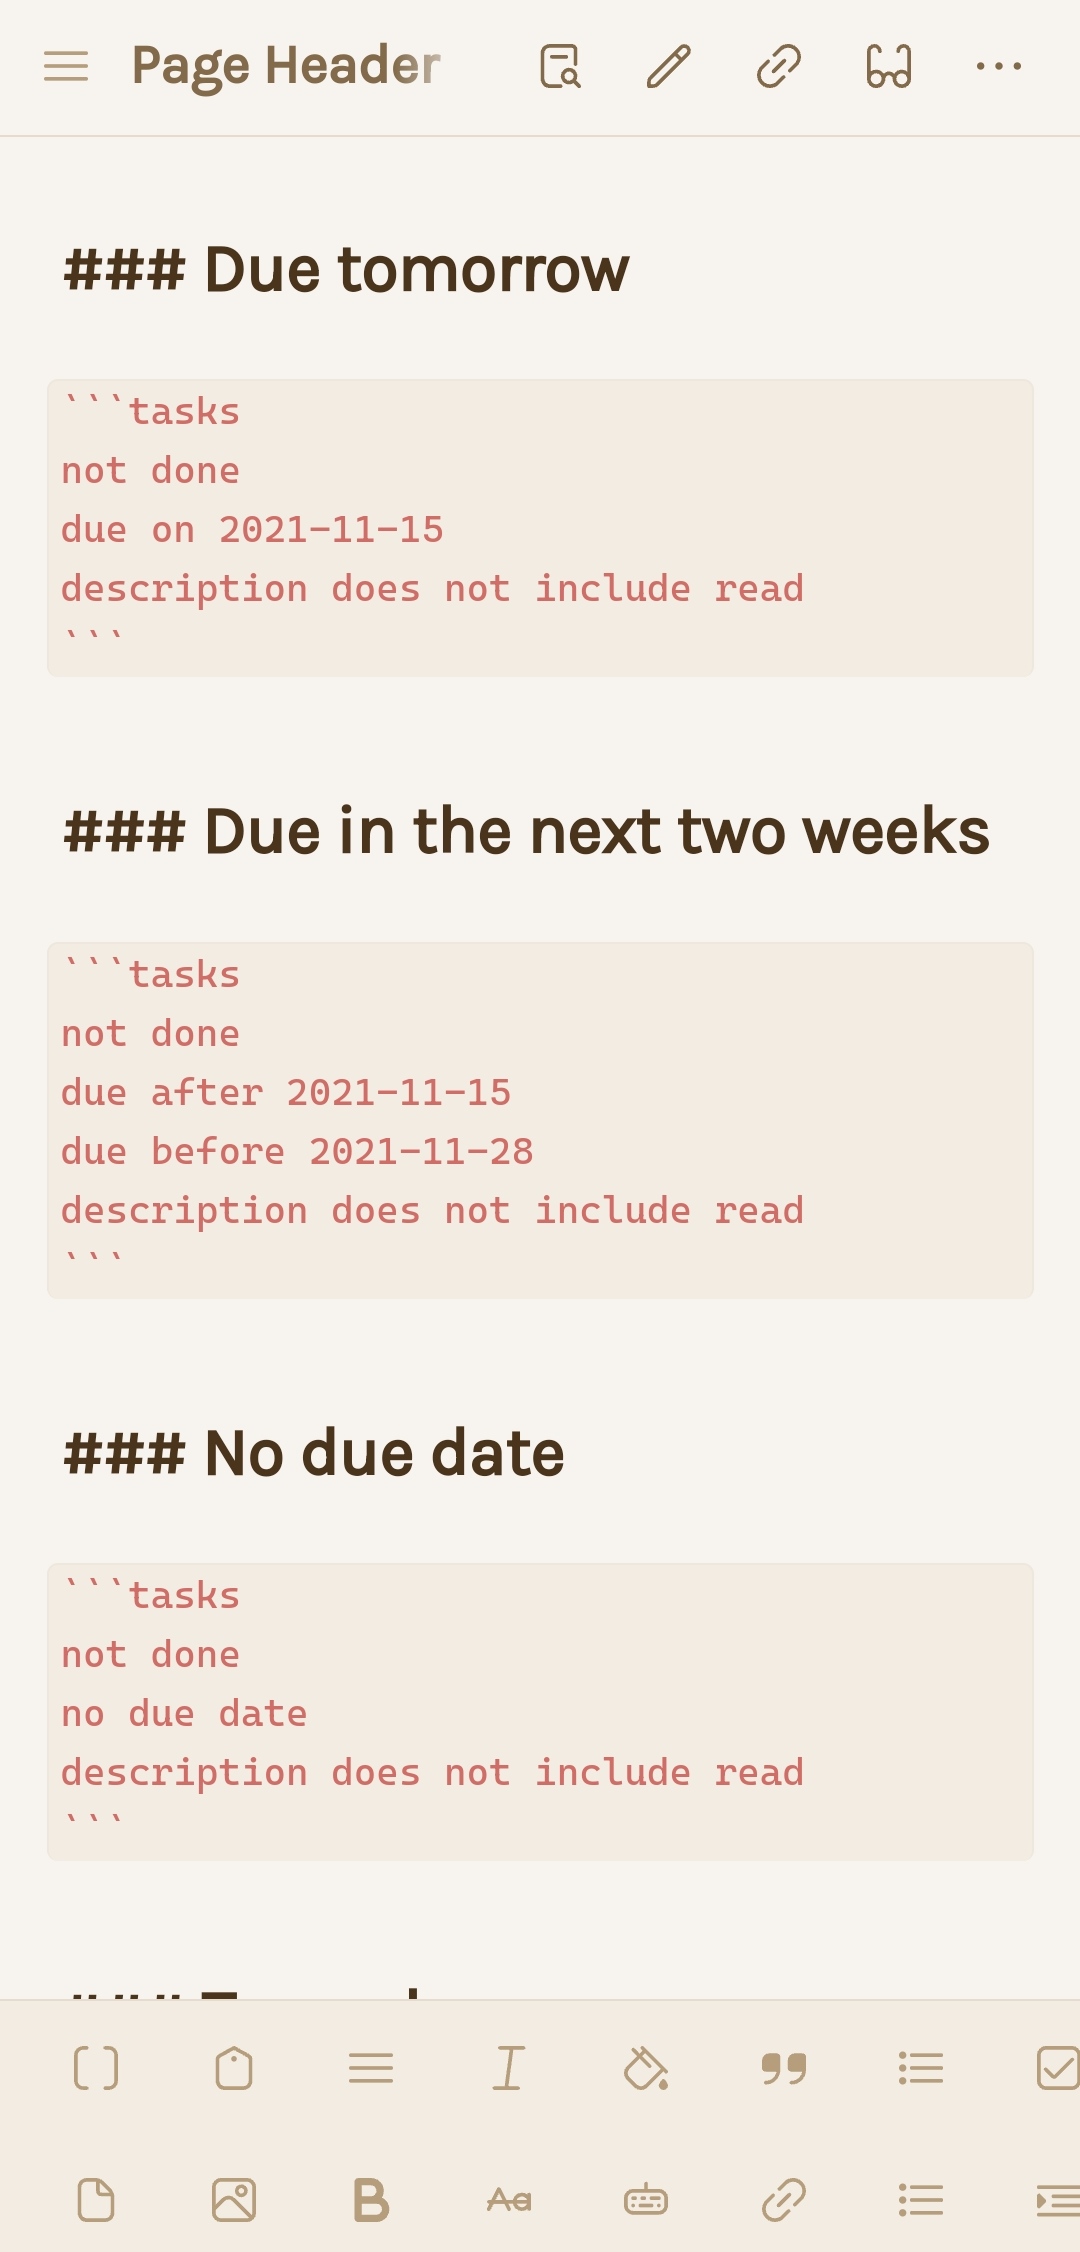 Page Header
### Due tomorrow
```tasks
not done
due on 2021-11-15
description does not include read
```
### Due in the next two weeks
```tasks
not done
due after 2021-11-15
due before 2021-11-28
description does not include read
```
### No due date
```tasks
not done
no due date
description does not include read
```
###